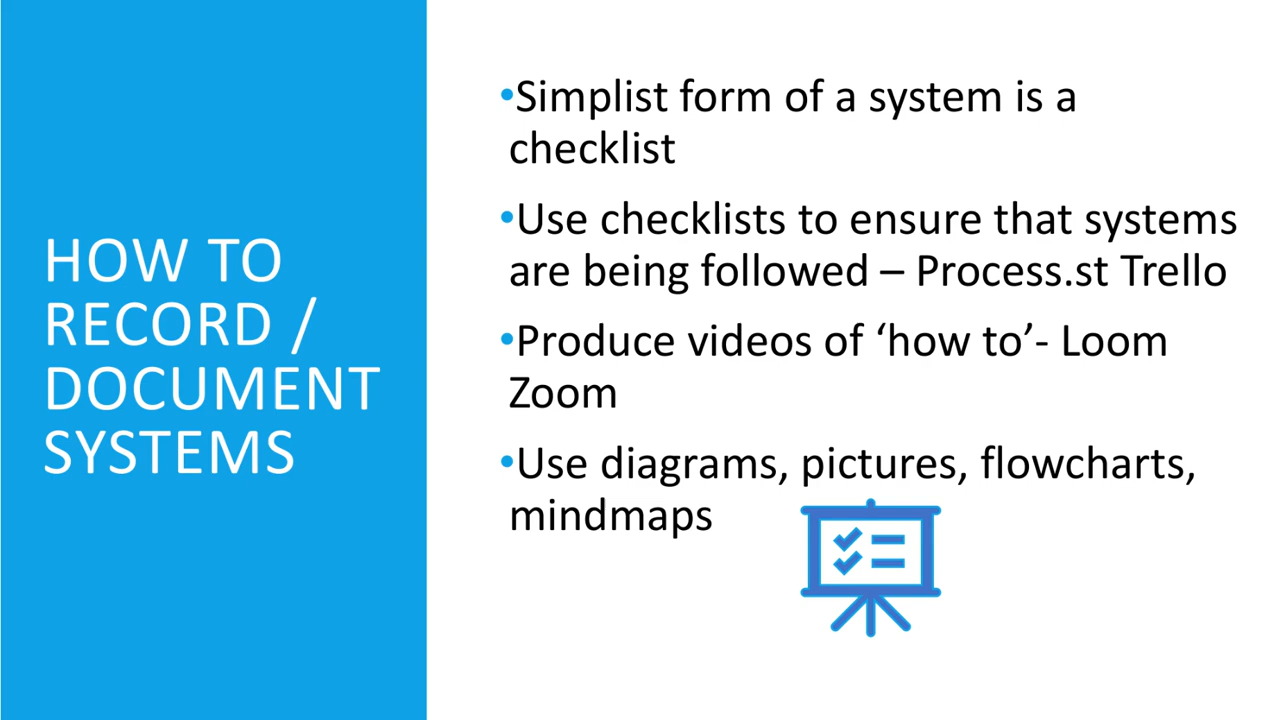 HOW TO
RECORD /
DOCUMENT
SYSTEMS
•Simplist form of a system is a
checklist
•Use checklists to ensure that systems
are being followed – Process.st Trello
•Produce videos of ‘how to’- Loom
Zoom
•Use diagrams, pictures, flowcharts,
mindmaps